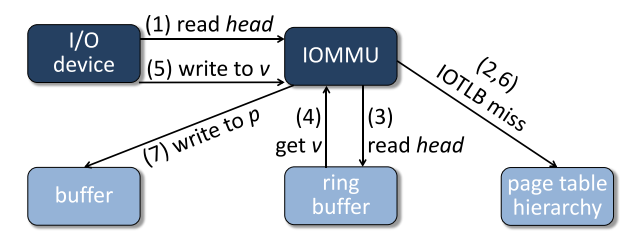 (1) read head
I/O
device
(5) write to v
IOMMU
(2,6)
IOTLB miss
(7) write to p
(4)
get v
(3)
read head
buffer
ring
buffer
page table
hierarchy